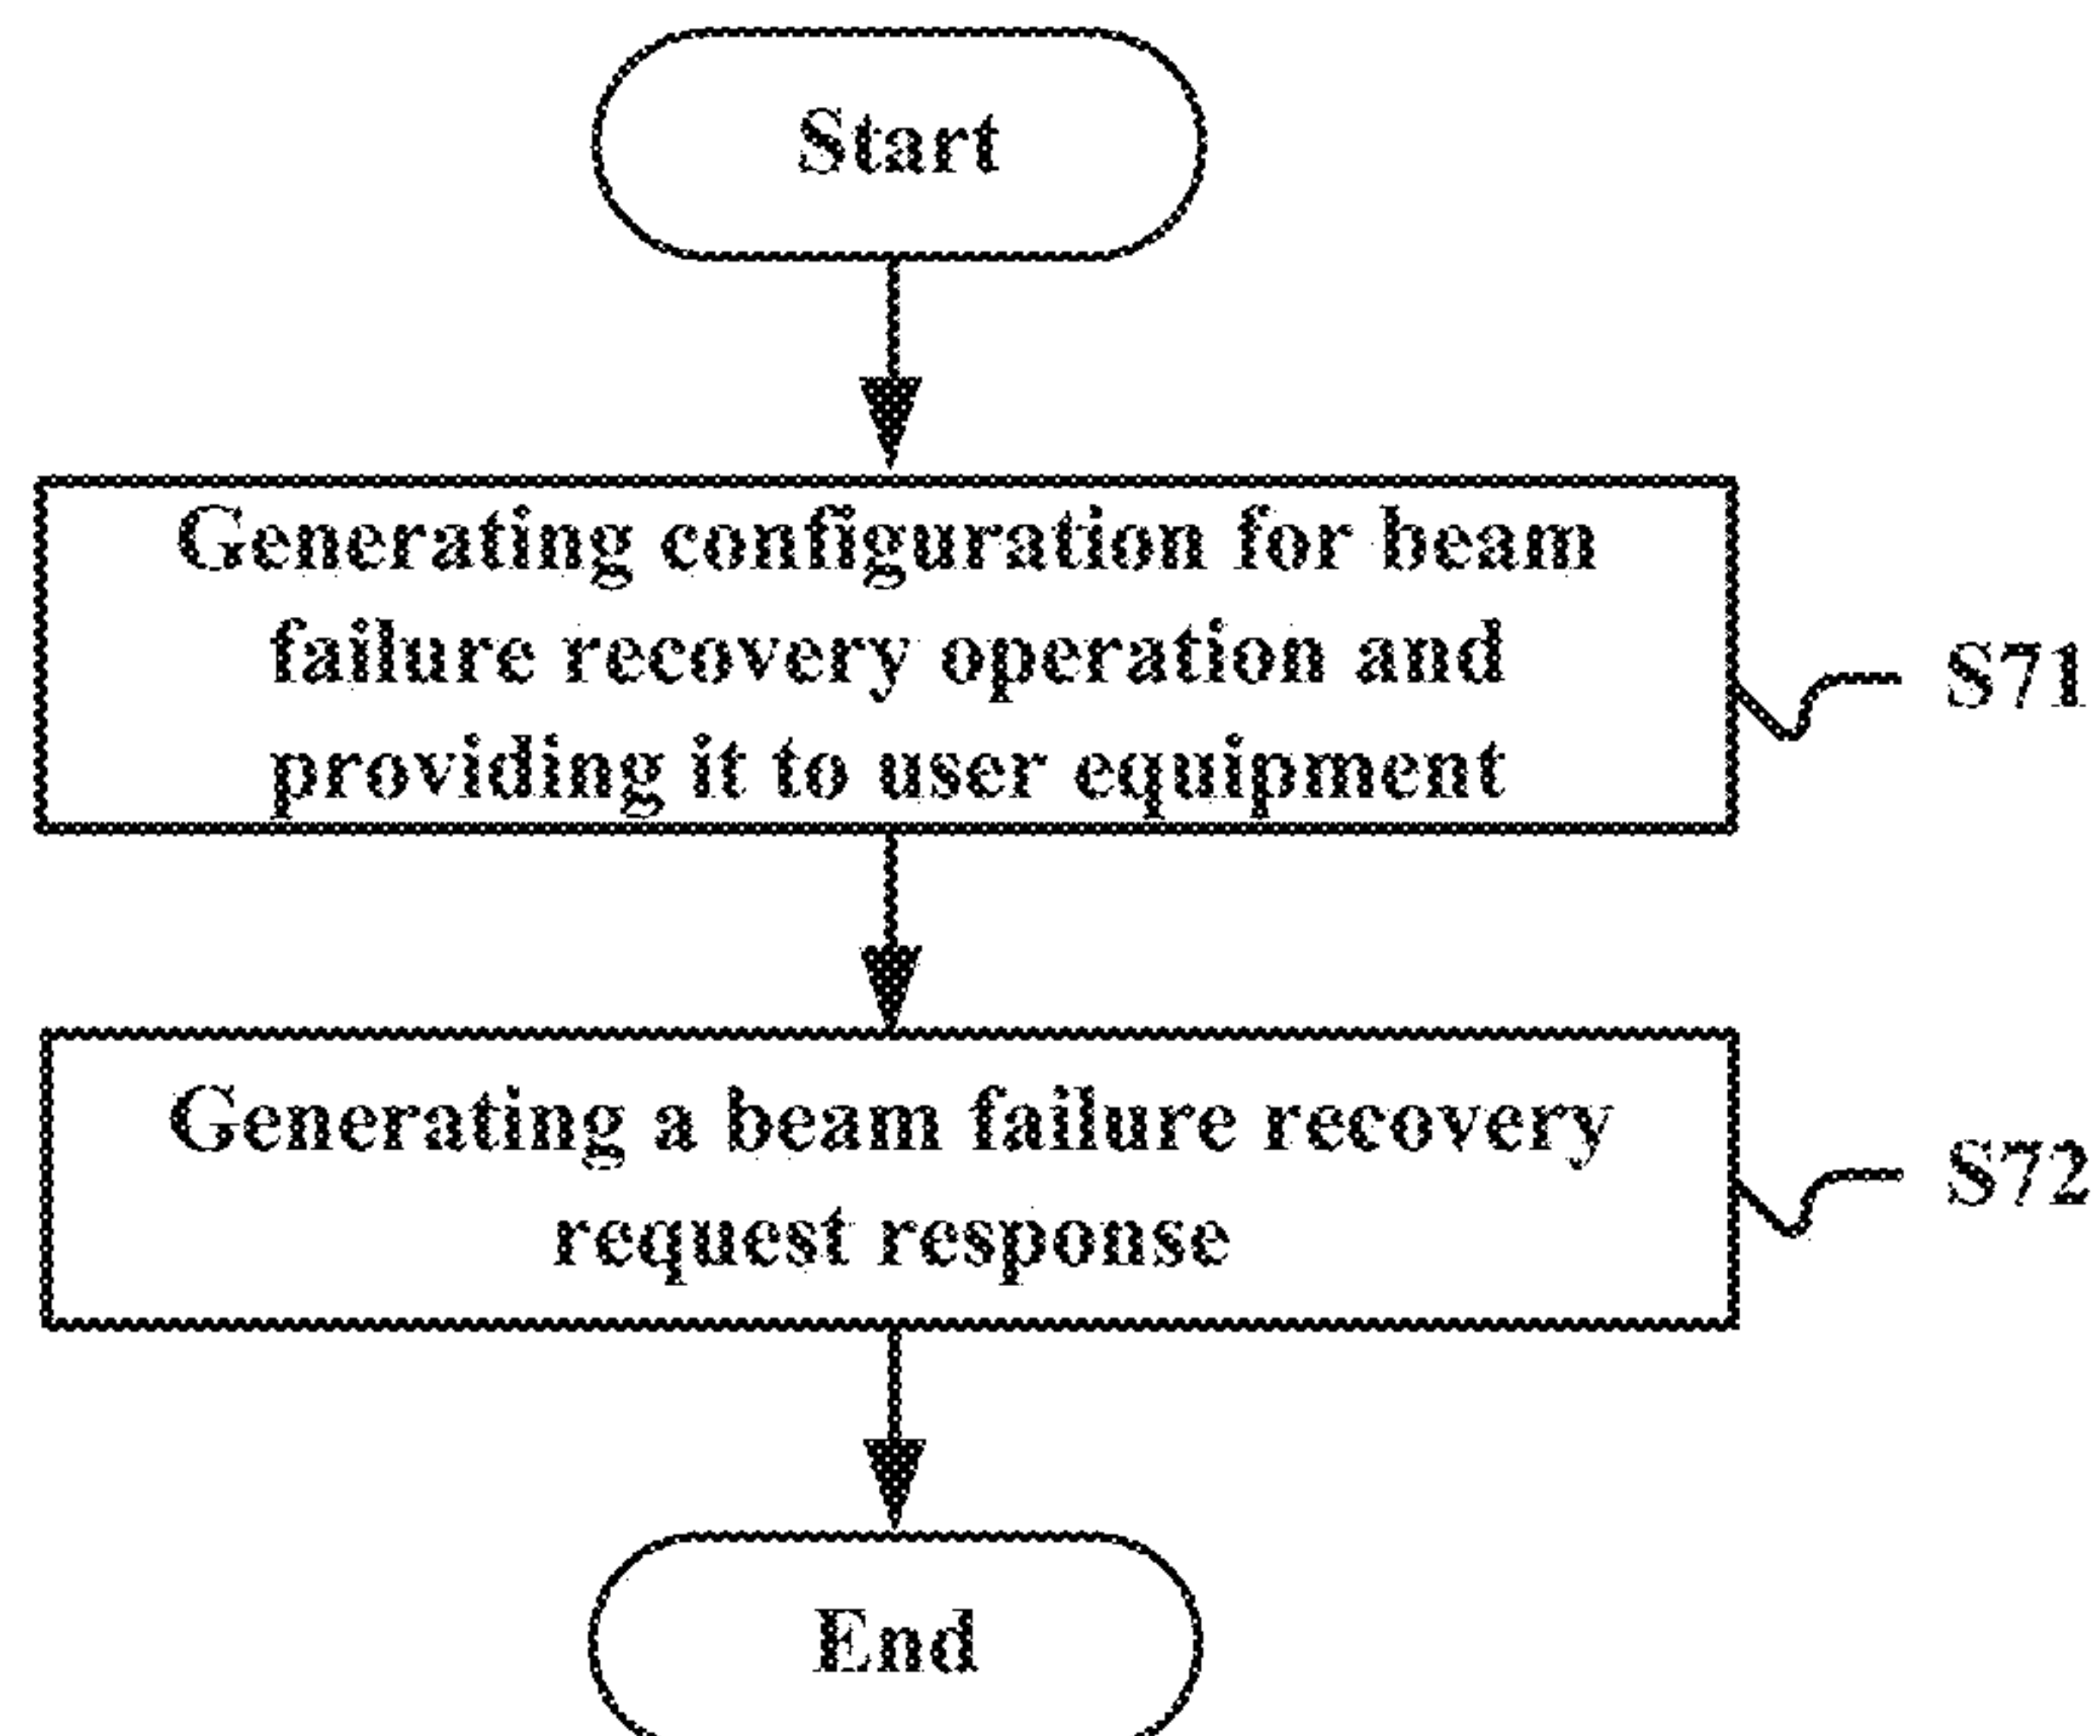 Start
Generating configuration for beam
failure recovery operation and
providing it to user equipment
S71
Generating a beam failure recovery
request response
S72
End